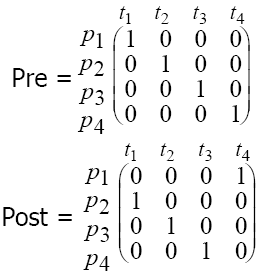 t1 t2 t3 t4
p1 1 0 0 0
Pre = p2 0 1 0 0
p3 0 0 1 0
p4 0 0 0 1
t1 t2 t3 t4
p1 0 0 0 1
Post = p2 1 0 0 0
p3 0 1 0 0
p4 0 0 1 0